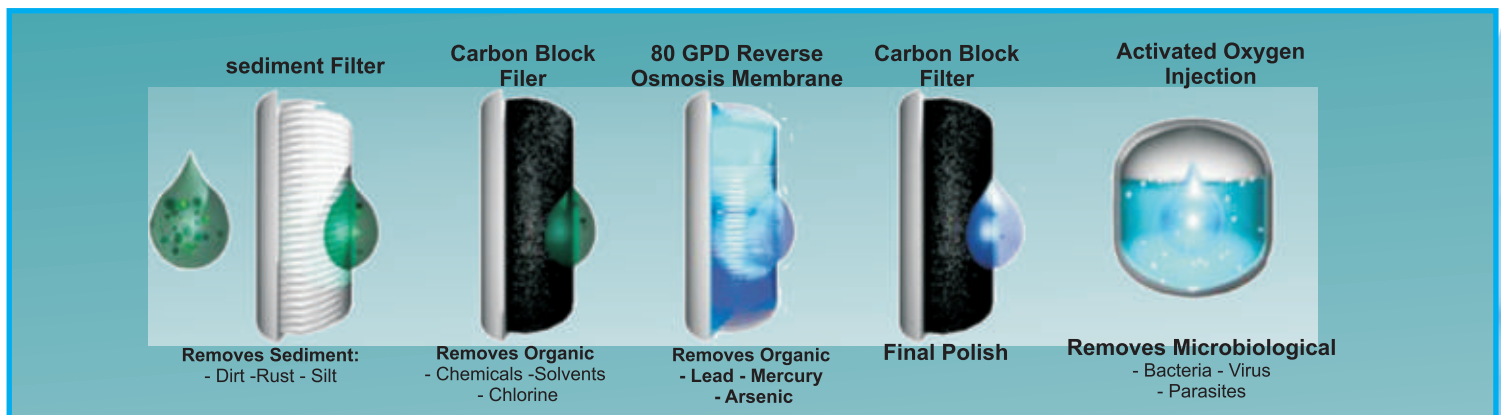 sediment Filter
Removes Sediment:
- Dirt -Rust - Silt
Carbon Block
Filer
Removes Organic
- Chemicals -Solvents
- Chlorine
80 GPD Reverse
Osmosis Membrane
Removes Organic
- Lead - Mercury
- Arsenic
Carbon Block
Filter
Final Polish
Activated Oxygen
Injection
Removes Microbiological
- Bacteria - Virus
- Parasites